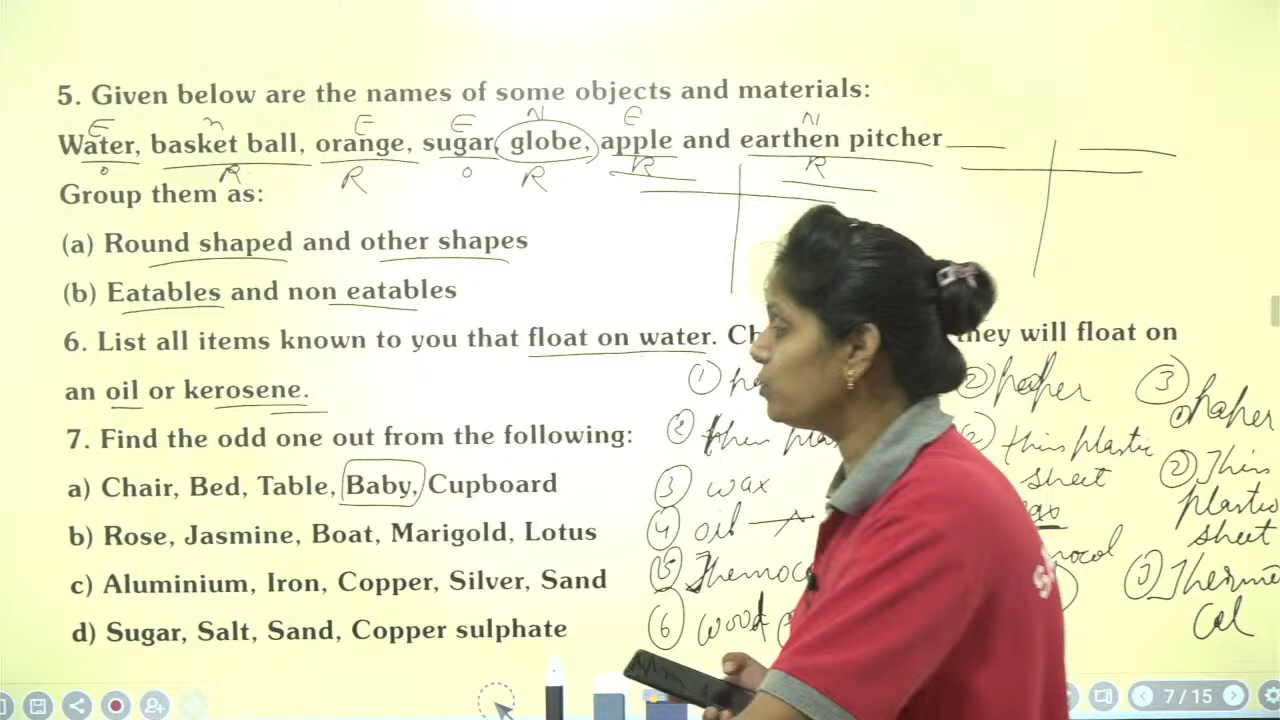 5. Given below are the names of some objects and materials:
E n E E N E N
Water, basket ball, orange, sugar, globe, apple and earthen pitcher
o R R o R R R
Group them as:
(a) Round shaped and other shapes
(b) Eatables and non eatables
6. List all items known to you that float on water. they will float on
an oil or kerosene.
① ② paper ③
① paper
7. Find the odd one out from the following:
② ② thin plastic sheet ② Thin plastic sheet
a) Chair, Bed, Table, Baby, Cupboard
③ wax
b) Rose, Jasmine, Boat, Marigold, Lotus
④ oil
c) Aluminium, Iron, Copper, Silver, Sand
⑤
d) Sugar, Salt, Sand, Copper sulphate
⑥ wood
7 / 15